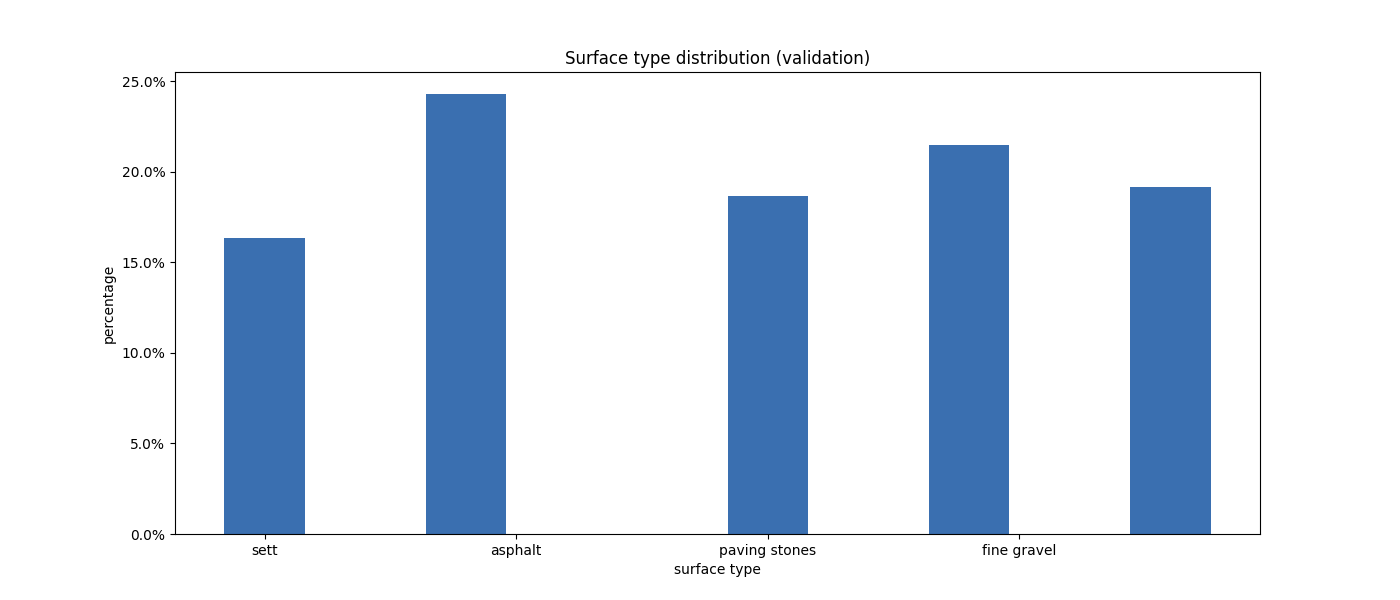 Surface type distribution (validation)
25.0%
20.0%
15.0%
10.0%
5.0%
0.0%
percentage
sett asphalt paving stones fine gravel
surface type